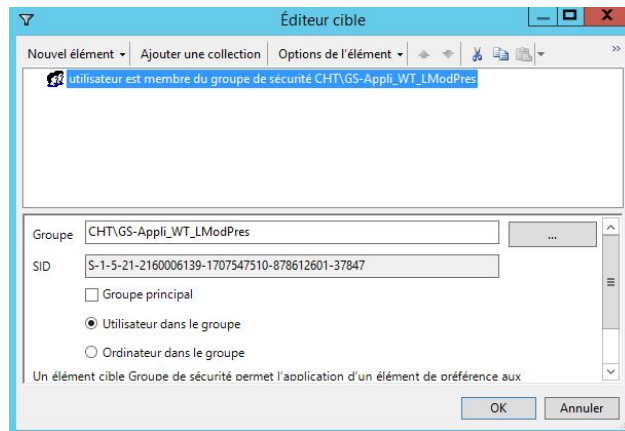 Éditeur cible
Nouvel élément Ajouter une collection Options de l'élément »
utilisateur est membre du groupe de sécurité CHT\GS-Appli_WT_LModPres
Groupe CHT\GS-Appli_WT_LModPres ...
SID S-1-5-21-2160006139-1707547510-878612601-37847
Groupe principal
Utilisateur dans le groupe
Ordinateur dans le groupe
Un élément cible Groupe de sécurité permet l'application d'un élément de préférence aux
OK Annuler